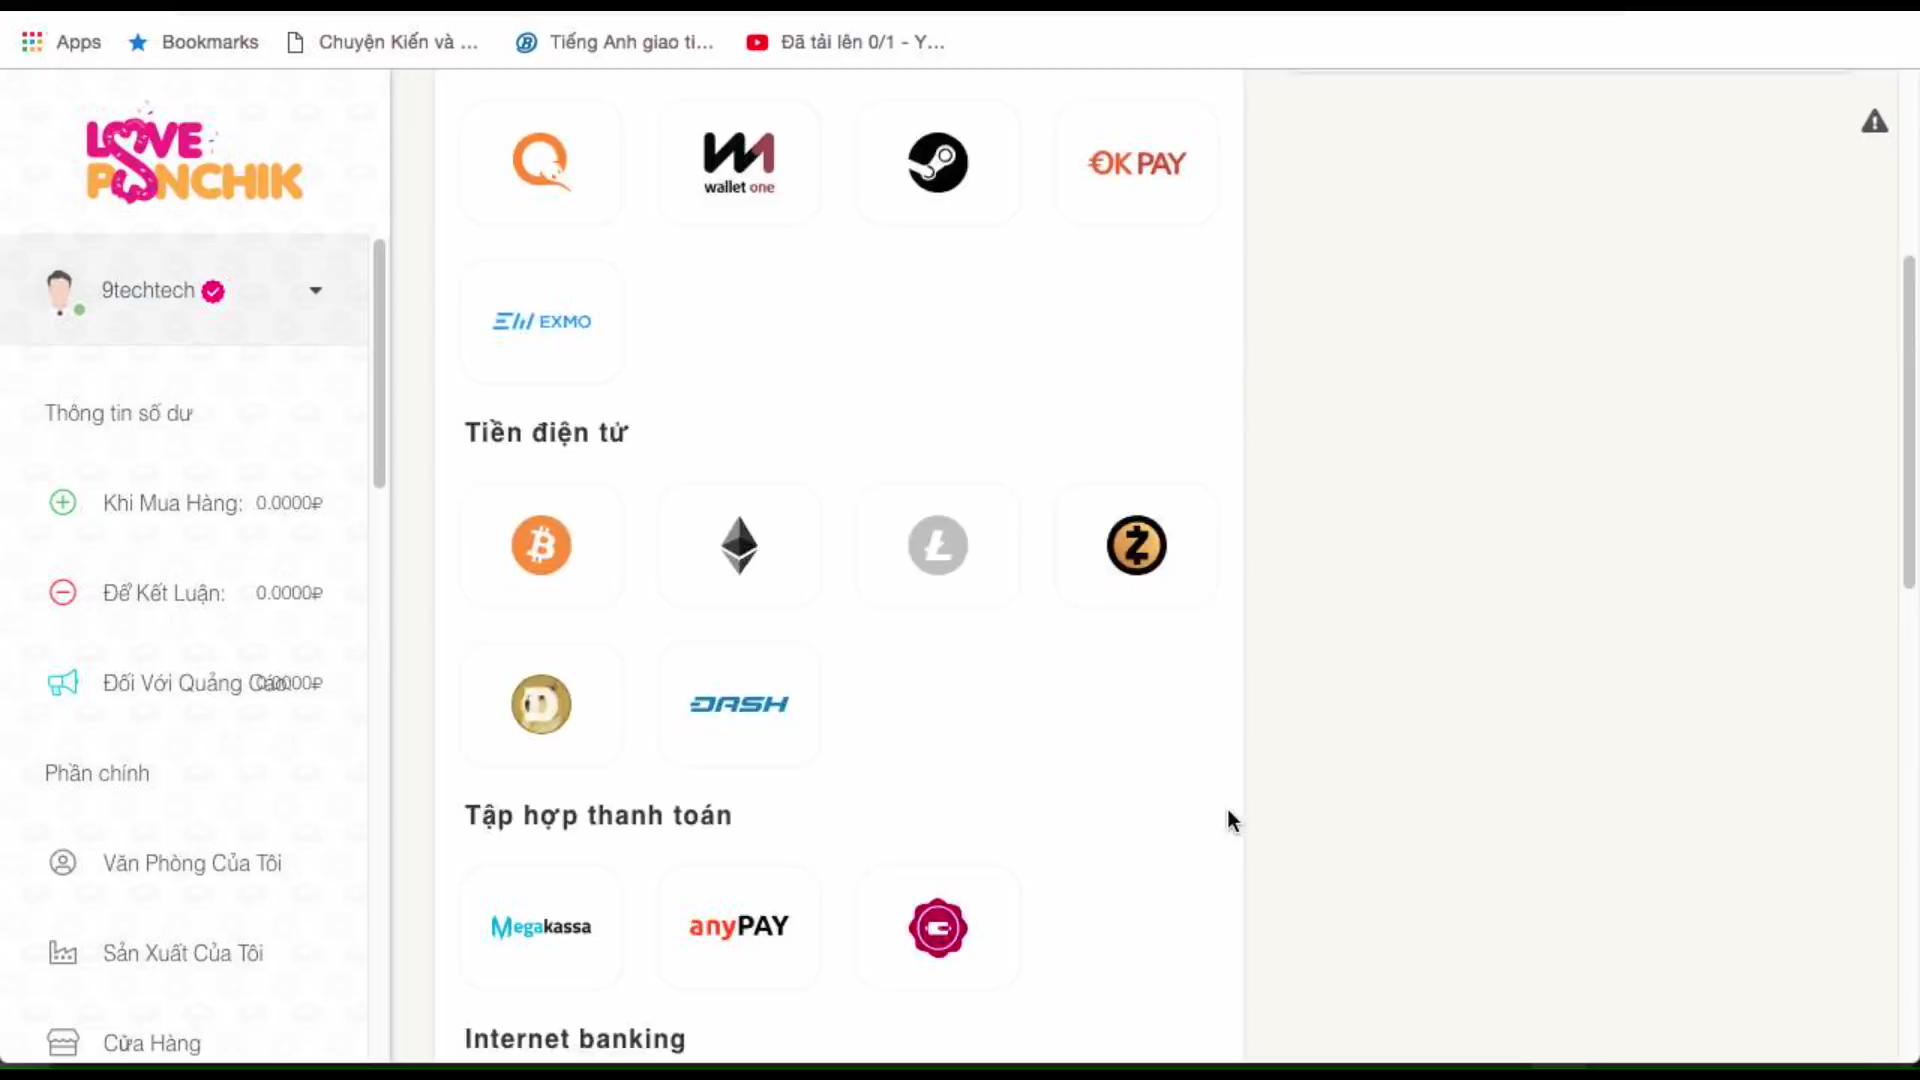 Apps
Bookmarks
Chuyện Kiến và ...
Tiếng Anh giao ti...
Đã tải lên 0/1 - Y...
LOVE
PONCHIK
9techtech
Thông tin số dư
Khi Mua Hàng: 0.0000₽
Để Kết Luận: 0.0000₽
Đối Với Quảng
Phần chính
Văn Phòng Của Tôi
Sản Xuất Của Tôi
Cửa Hàng
wallet one
OKPAY
EXMO
Tiền điện tử
DASH
Tập hợp thanh toán
Megakassa
anyPAY
Internet banking